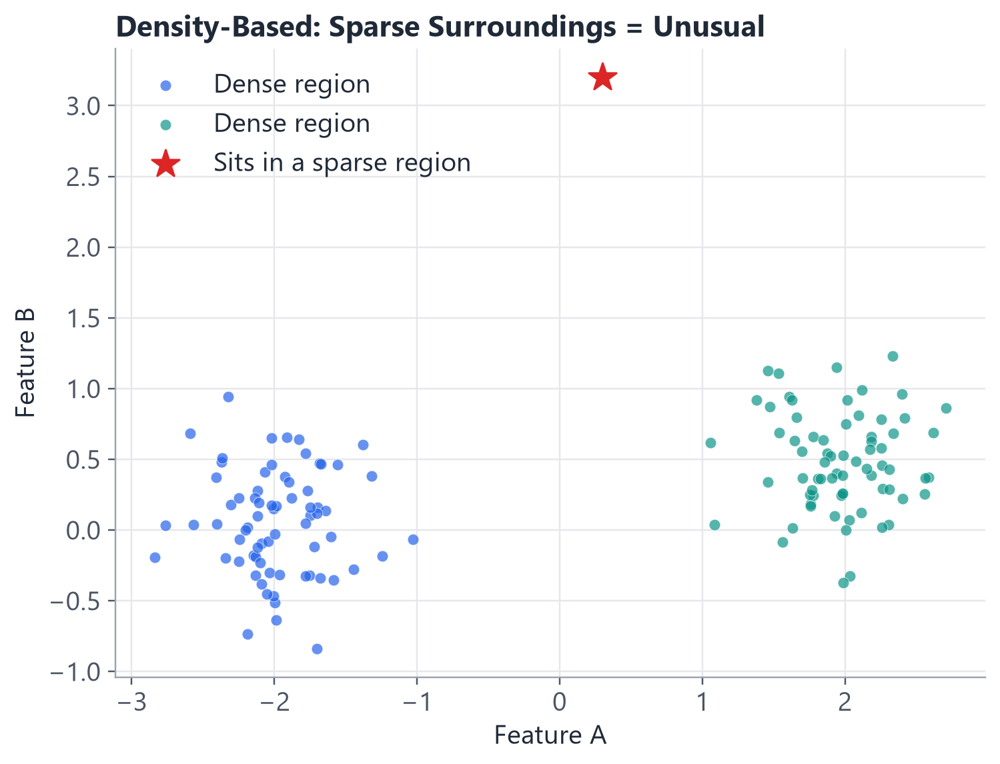 Density-Based: Sparse Surroundings = Unusual
Dense region
Dense region
Sits in a sparse region
3.0
2.5
2.0
1.5
1.0
0.5
0.0
−0.5
−1.0
Feature B
−3
−2
−1
0
1
2
Feature A